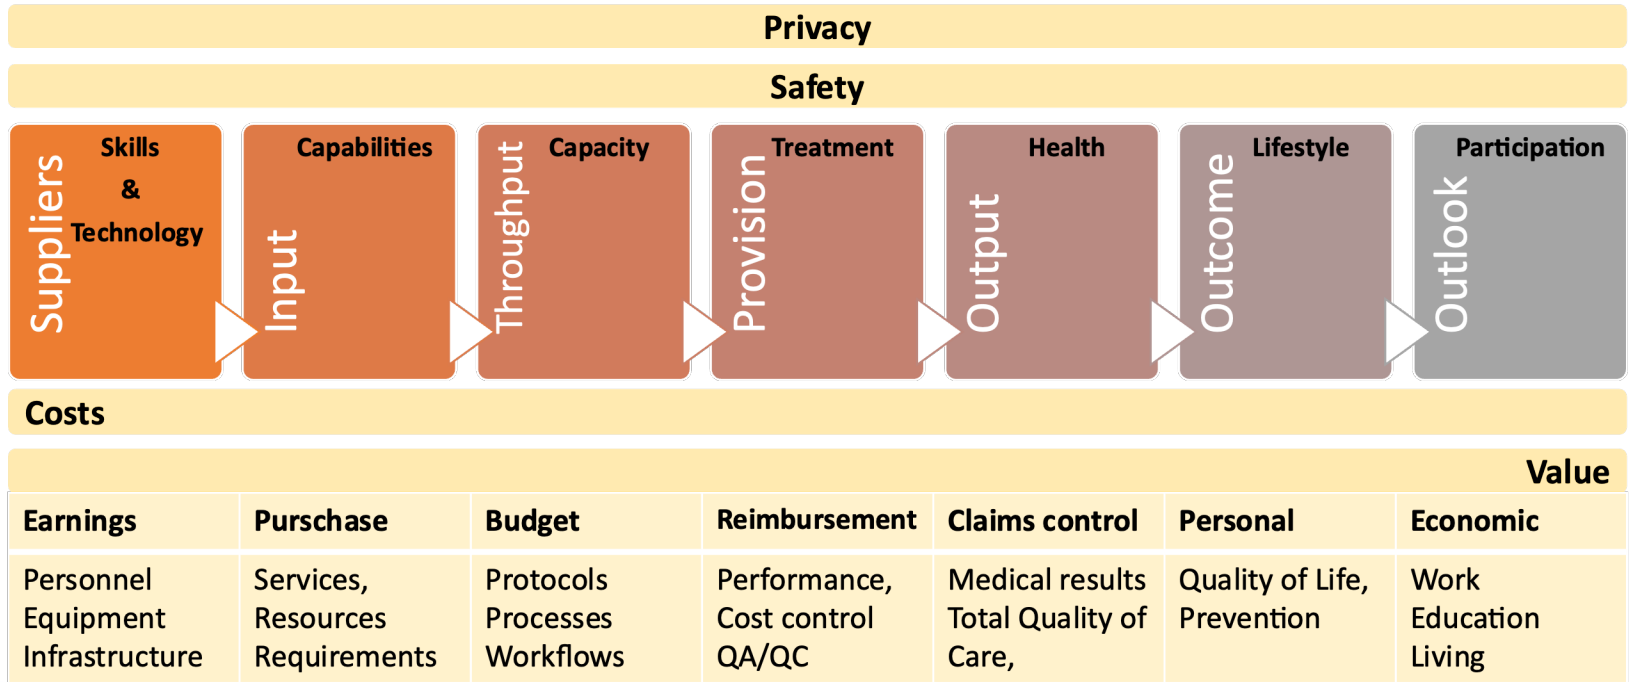 Privacy
Safety
Suppliers
Skills
&
Technology
Input
Capabilities
Throughput
Capacity
Provision
Treatment
Output
Health
Outcome
Lifestyle
Outlook
Participation
Costs
Value
Earnings
Purschase
Budget
Reimbursement
Claims control
Personal
Economic
Personnel
Equipment
Infrastructure
Services,
Resources
Requirements
Protocols
Processes
Workflows
Performance,
Cost control
QA/QC
Medical results
Total Quality of
Care,
Quality of Life,
Prevention
Work
Education
Living